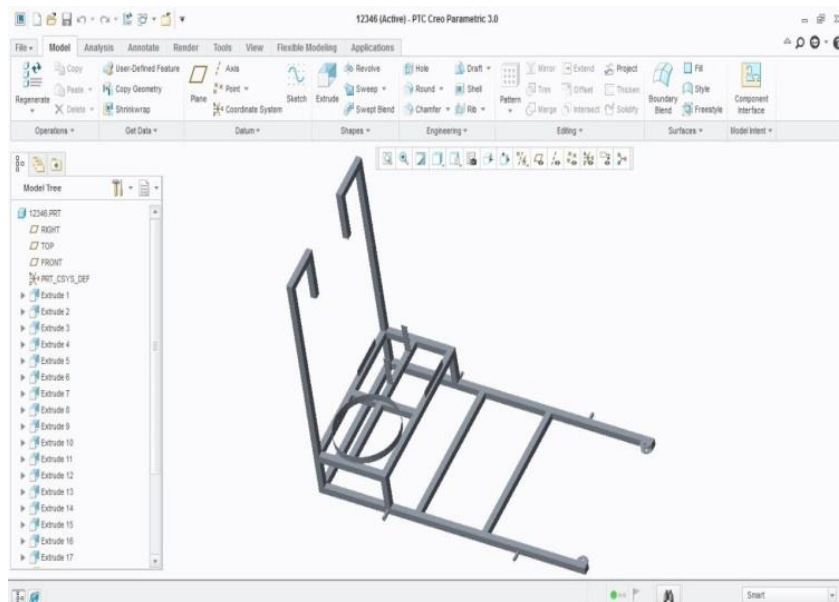 12346 (Active) - PTC Creo Parametric 3.0
File Model Analysis Annotate Render Tools View Flexible Modeling Applications
Regenerate
Copy
Paste
Delete
Operations
User-Defined Feature
Copy Geometry
Shrinkwrap
Get Data
Plane
Axis
Point
Coordinate System
Sketch
Datum
Extrude
Revolve
Sweep
Swept Blend
Shapes
Hole
Round
Chamfer
Draft
Shell
Rib
Engineering
Pattern
Mirror
Trim
Merge
Extend
Offset
Intersect
Project
Thicken
Solidify
Editing
Boundary Blend
Fill
Style
Freestyle
Surfaces
Component Interface
Model Intent
Model Tree
12346.PRT
RIGHT
TOP
FRONT
PRT_CSYS_DEF
Extrude 1
Extrude 2
Extrude 3
Extrude 4
Extrude 5
Extrude 6
Extrude 7
Extrude 8
Extrude 9
Extrude 10
Extrude 11
Extrude 12
Extrude 13
Extrude 14
Extrude 15
Extrude 16
Extrude 17
Smart